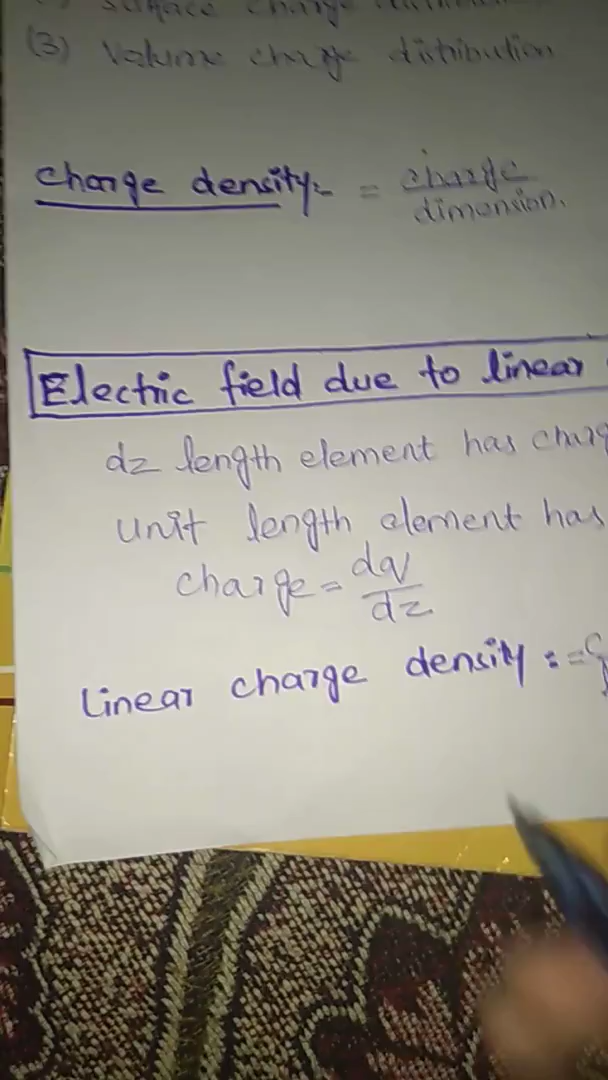 (3) Volume charge distribution
Charge density:- = charge
dimension.
Electric field due to linear
dz length element has charg
unit length element has
charge = dq
dz
Linear charge density : =